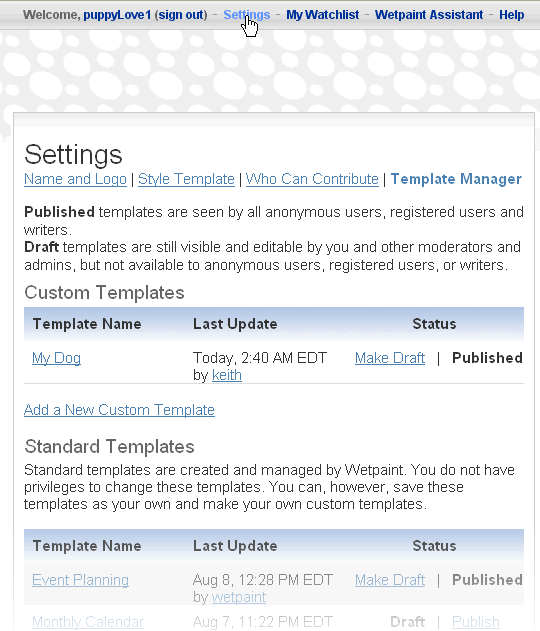 Welcome, puppyLove1 (sign out) - Settings - My Watchlist - Wetpaint Assistant - Help
Settings
Name and Logo | Style Template | Who Can Contribute | Template Manager
Published templates are seen by all anonymous users, registered users and
writers.
Draft templates are still visible and editable by you and other moderators and
admins, but not available to anonymous users, registered users, or writers.
Custom Templates
Template Name Last Update Status
My Dog Today, 2:40 AM EDT Make Draft | Published
by keith
Add a New Custom Template
Standard Templates
Standard templates are created and managed by Wetpaint. You do not have
privileges to change these templates. You can, however, save these
templates as your own and make your own custom templates.
Template Name Last Update Status
Event Planning Aug 8, 12:28 PM EDT Make Draft | Published
by wetpaint
Monthly Calendar Aug 7, 11:22 PM EDT Draft | Publish